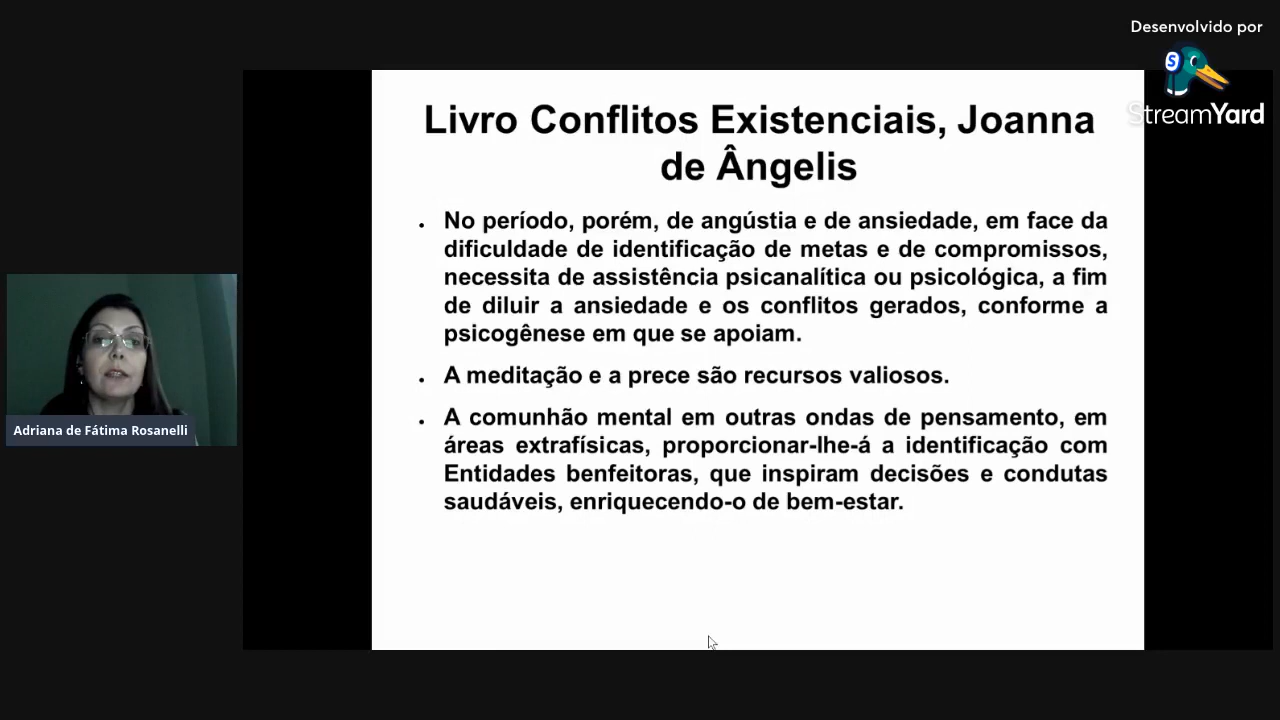 Desenvolvido por
StreamYard
Livro Conflitos Existenciais, Joanna
de Ângelis
• No período, porém, de angústia e de ansiedade, em face da
dificuldade de identificação de metas e de compromissos,
necessita de assistência psicanalítica ou psicológica, a fim
de diluir a ansiedade e os conflitos gerados, conforme a
psicogênese em que se apoiam.
• A meditação e a prece são recursos valiosos.
• A comunhão mental em outras ondas de pensamento, em
áreas extrafísicas, proporcionar-lhe-á a identificação com
Entidades benfeitoras, que inspiram decisões e condutas
saudáveis, enriquecendo-o de bem-estar.
Adriana de Fátima Rosanelli